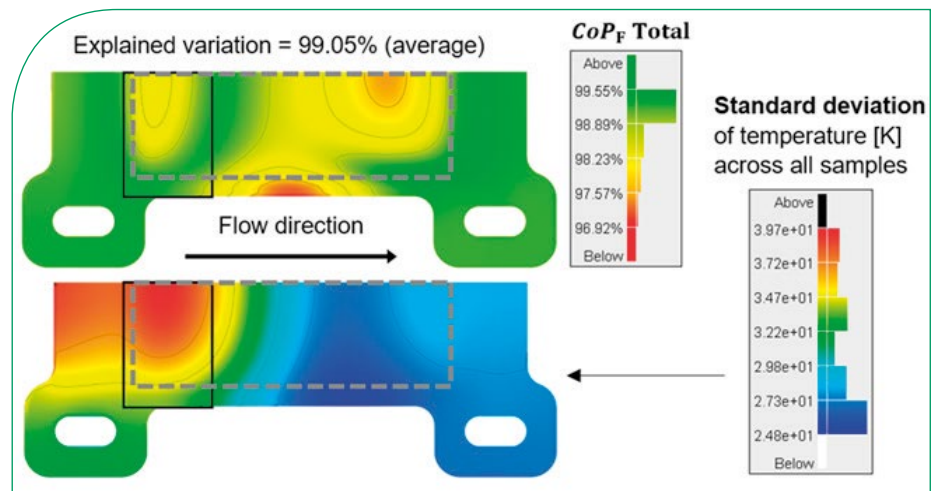 Explained variation = 99.05% (average)
CoP_F Total
Above
99.55%
98.89%
98.23%
97.57%
96.92%
Below
Standard deviation
of temperature [K]
across all samples
Flow direction
Above
3.97e+01
3.72e+01
3.47e+01
3.22e+01
2.98e+01
2.73e+01
2.48e+01
Below